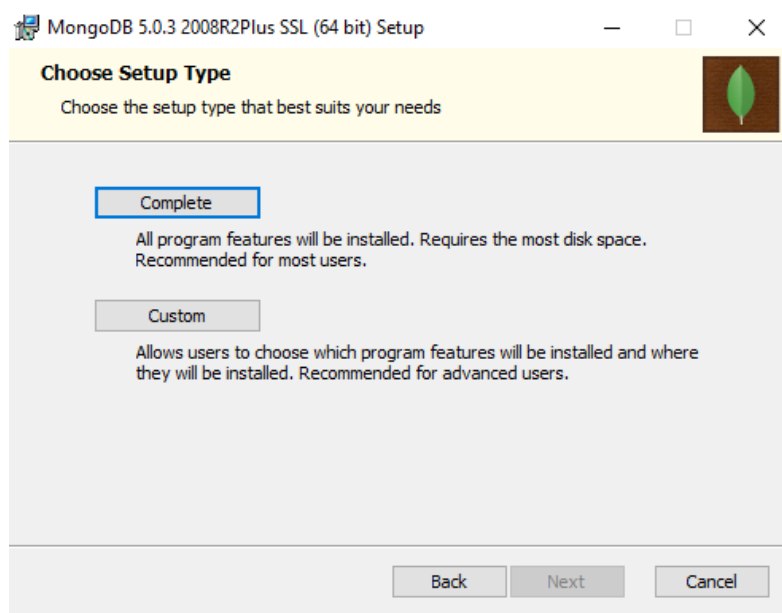 MongoDB 5.0.3 2008R2Plus SSL (64 bit) Setup
Choose Setup Type
Choose the setup type that best suits your needs
Complete
All program features will be installed. Requires the most disk space.
Recommended for most users.
Custom
Allows users to choose which program features will be installed and where
they will be installed. Recommended for advanced users.
Back Next Cancel